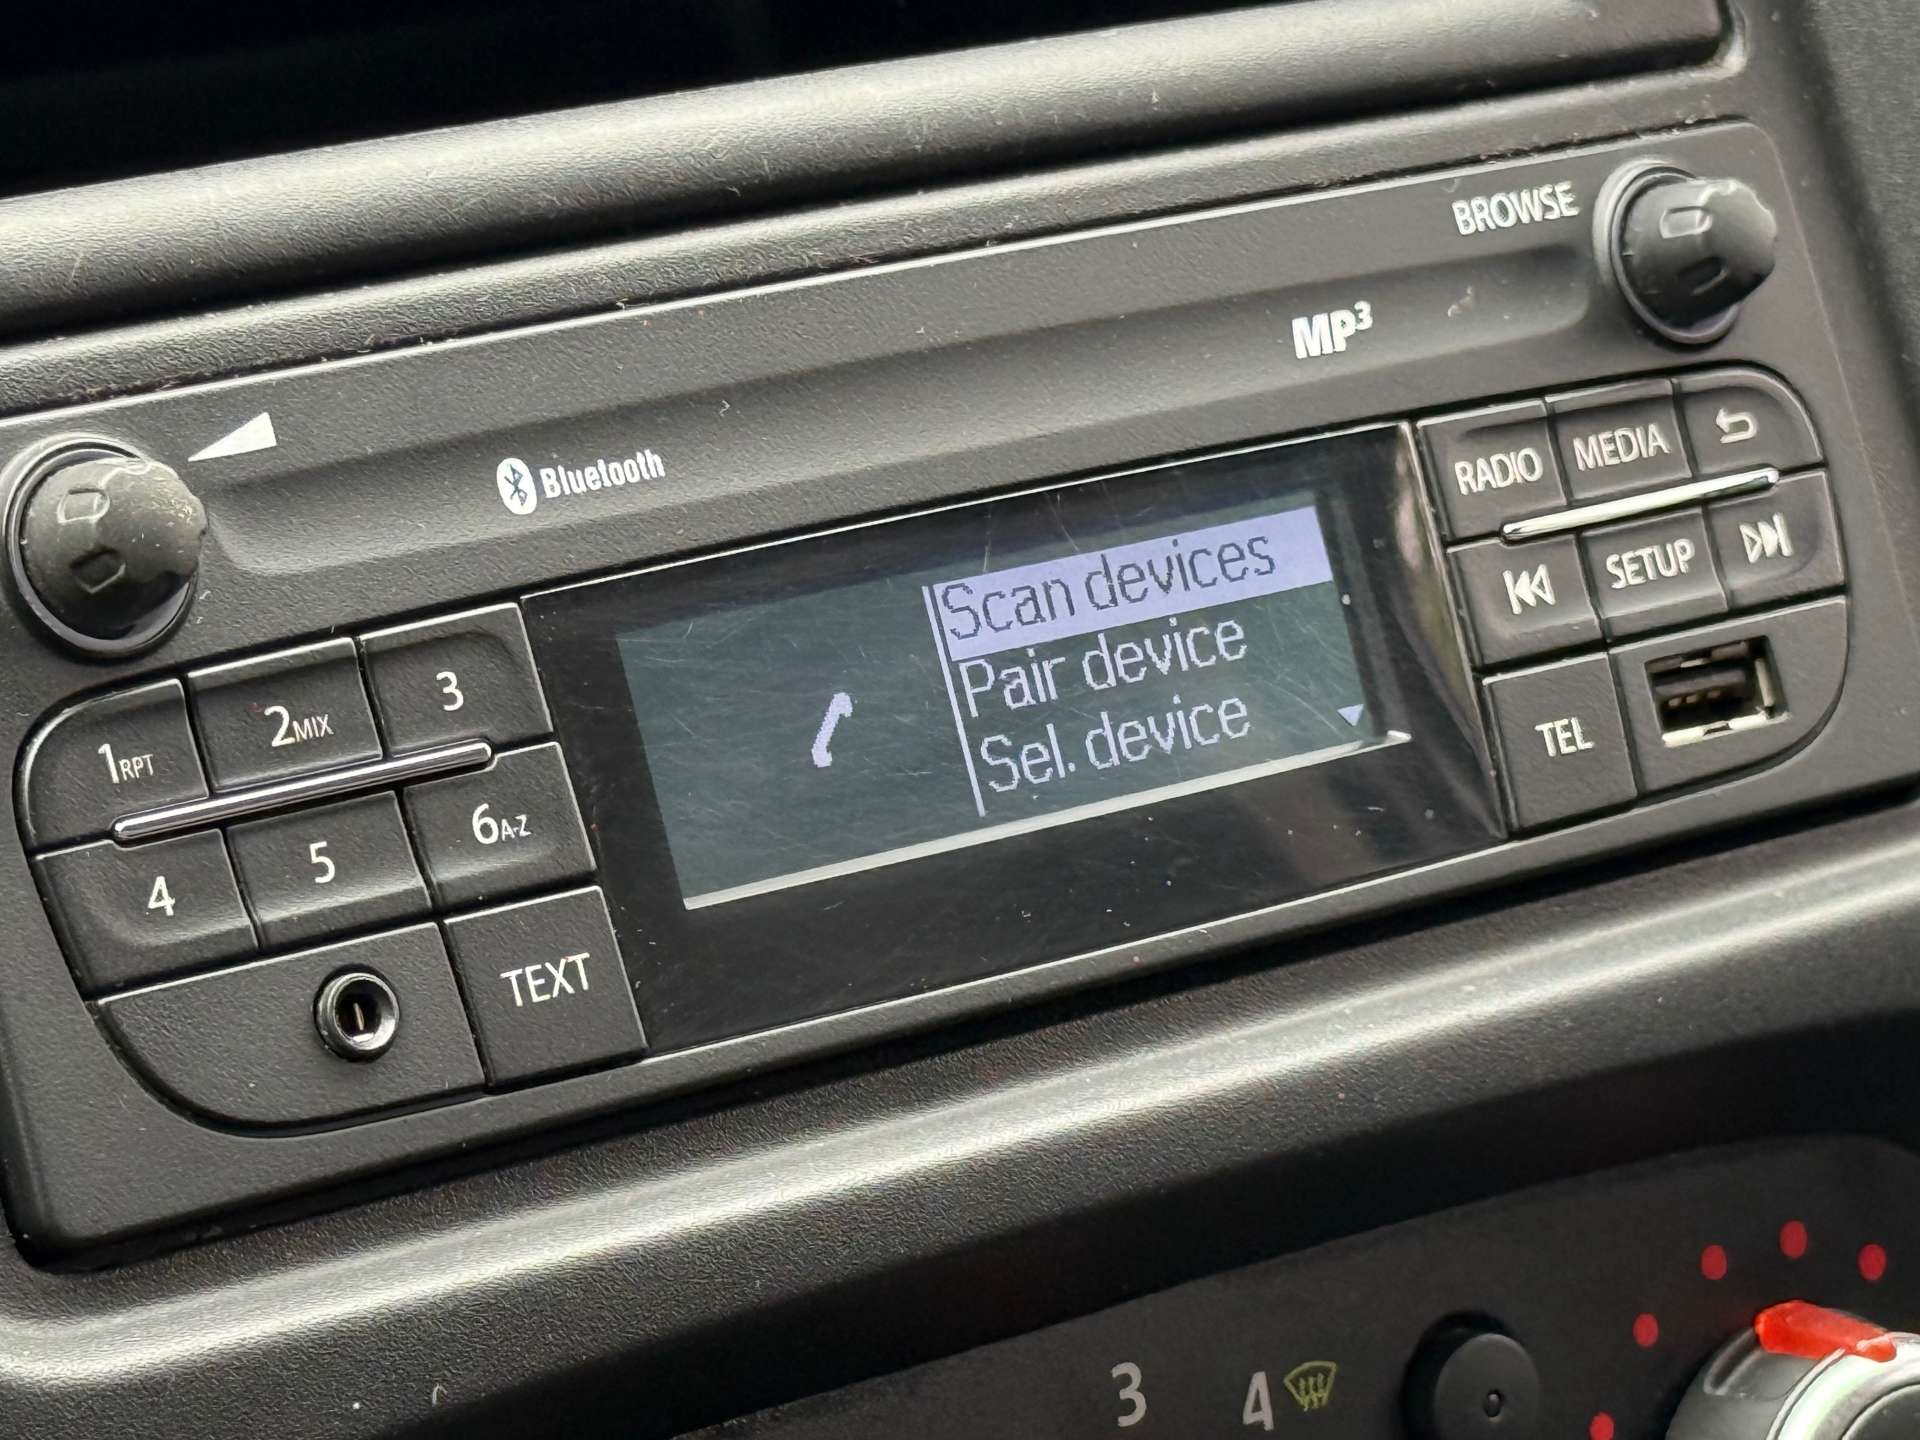 BROWSE
MP3
Bluetooth
RADIO
MEDIA
Scan devices
Pair device
Sel. device
SETUP
TEL
1RPT
2MIX
3
4
5
6A-Z
TEXT
3
4